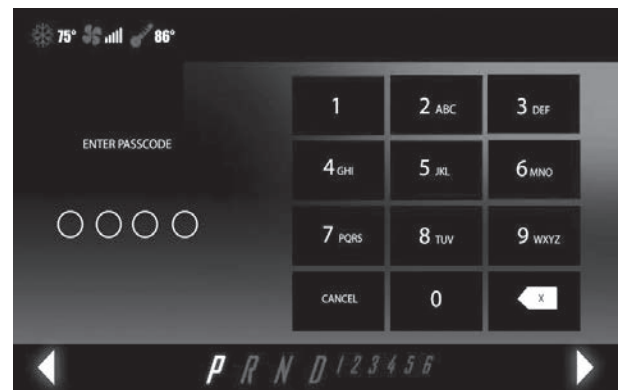 75° 86°
1 2 ABC 3 DEF
ENTER PASSCODE
4 GHI 5 JKL 6 MNO
7 PQRS 8 TUV 9 WXYZ
CANCEL 0 X
P R N D 1 2 3 4 5 6